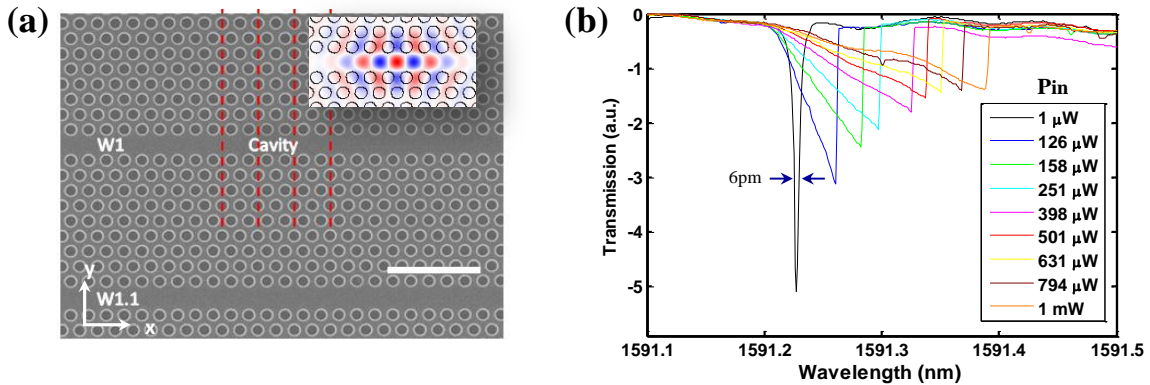 (a)
W1
Cavity
y
W1.1
x
(b)
Transmission (a.u.)
0
-1
-2
-3
-4
-5
6pm
Pin
1 μW
126 μW
158 μW
251 μW
398 μW
501 μW
631 μW
794 μW
1 mW
1591.1
1591.2
1591.3
1591.4
1591.5
Wavelength (nm)